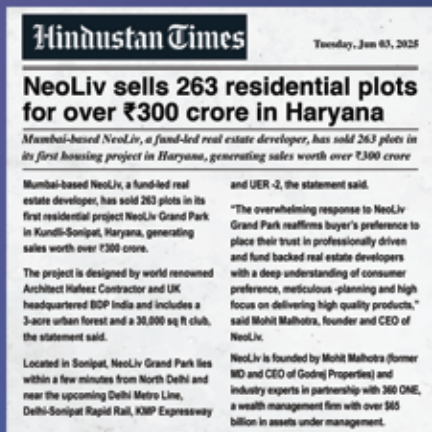 Hindustan Times
Tuesday, Jun 03, 2025
NeoLiv sells 263 residential plots
for over ₹300 crore in Haryana
Mumbai-based NeoLiv, a fund-led real estate developer, has sold 263 plots in
its first housing project in Haryana, generating sales worth over ₹300 crore
Mumbai-based NeoLiv, a fund-led real
estate developer, has sold 263 plots in its
first residential project NeoLiv Grand Park
in Kundli-Sonipat, Haryana, generating
sales worth over ₹300 crore.
The project is designed by world renowned
Architect Hafeez Contractor and UK
headquartered BDP India and includes a
3-acre urban forest and a 30,000 sq ft club,
the statement said.
Located in Sonipat, NeoLiv Grand Park lies
within a few minutes from North Delhi and
near the upcoming Delhi Metro Line,
Delhi-Sonipat Rapid Rail, KMP Expressway
and UER -2, the statement said.
"The overwhelming response to NeoLiv
Grand Park reaffirms buyer's preference to
place their trust in professionally driven
and fund backed real estate developers
with a deep understanding of consumer
preference, meticulous -planning and high
focus on delivering high quality products,"
said Mohit Malhotra, founder and CEO of
NeoLiv.
NeoLiv is founded by Mohit Malhotra (former
MD and CEO of Godrej Properties) and
industry experts in partnership with 360 ONE,
a wealth management firm with over $65
billion in assets under management.